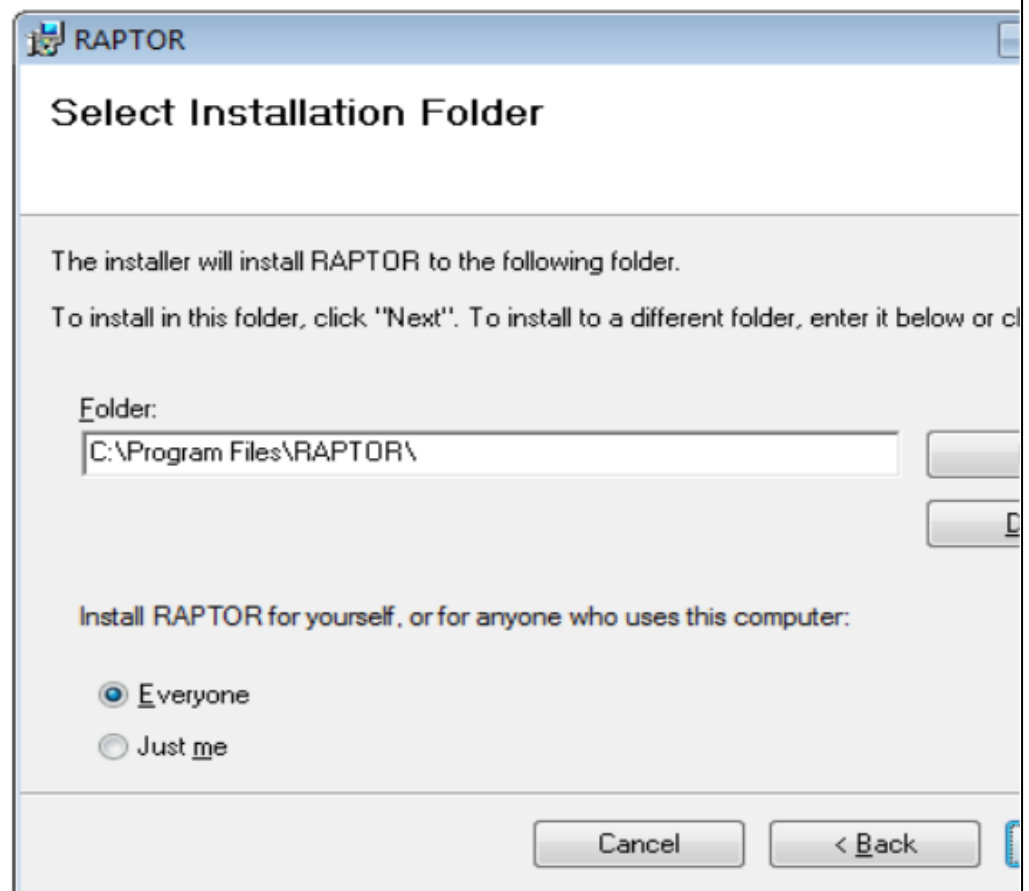 RAPTOR
Select Installation Folder
The installer will install RAPTOR to the following folder.
To install in this folder, click "Next". To install to a different folder, enter it below or cl
Folder:
C:\Program Files\RAPTOR\
D
Install RAPTOR for yourself, or for anyone who uses this computer:
Everyone
Just me
Cancel
< Back